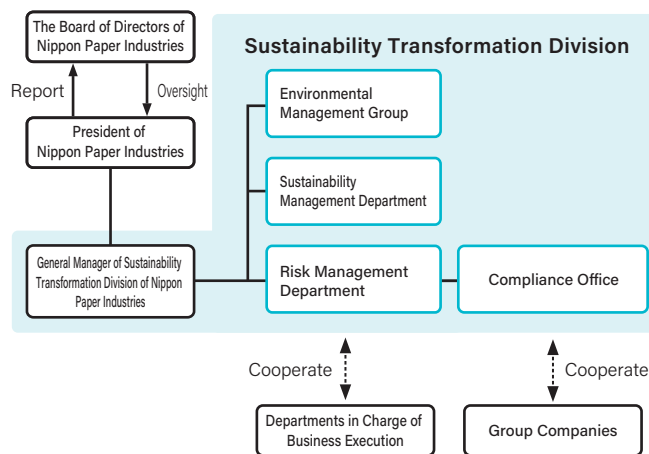 The Board of Directors of
Nippon Paper Industries
Sustainability Transformation Division
Report
Oversight
Environmental
Management Group
President of
Nippon Paper Industries
Sustainability
Management Department
General Manager of Sustainability
Transformation Division of Nippon
Paper Industries
Risk Management
Department
Compliance Office
Cooperate
Cooperate
Departments in Charge of
Business Execution
Group Companies